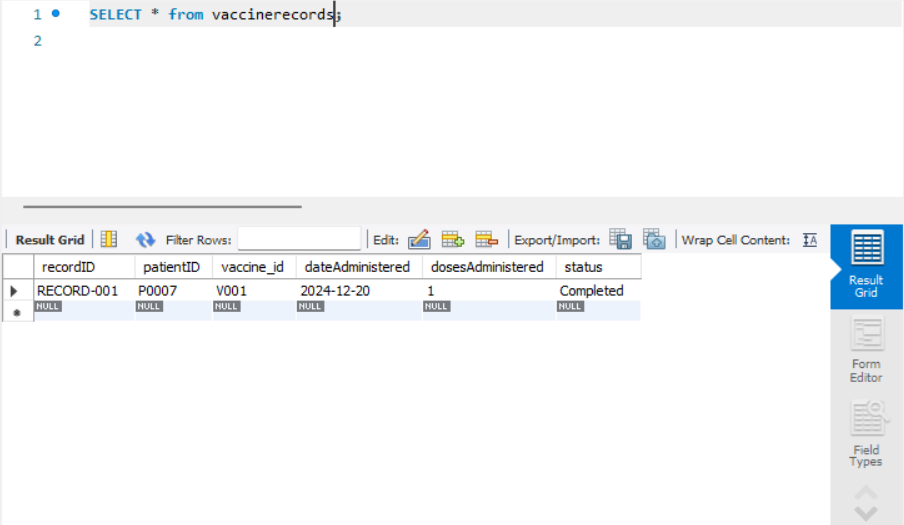 1 SELECT * from vaccinerecords;
2
Result Grid Filter Rows: Edit: Export/Import: Wrap Cell Content: IA
recordID patientID vaccine_id dateAdministered dosesAdministered status
RECORD-001 P0007 V001 2024-12-20 1 Completed
NULL NULL NULL NULL NULL NULL
Result
Grid
Form
Editor
Field
Types